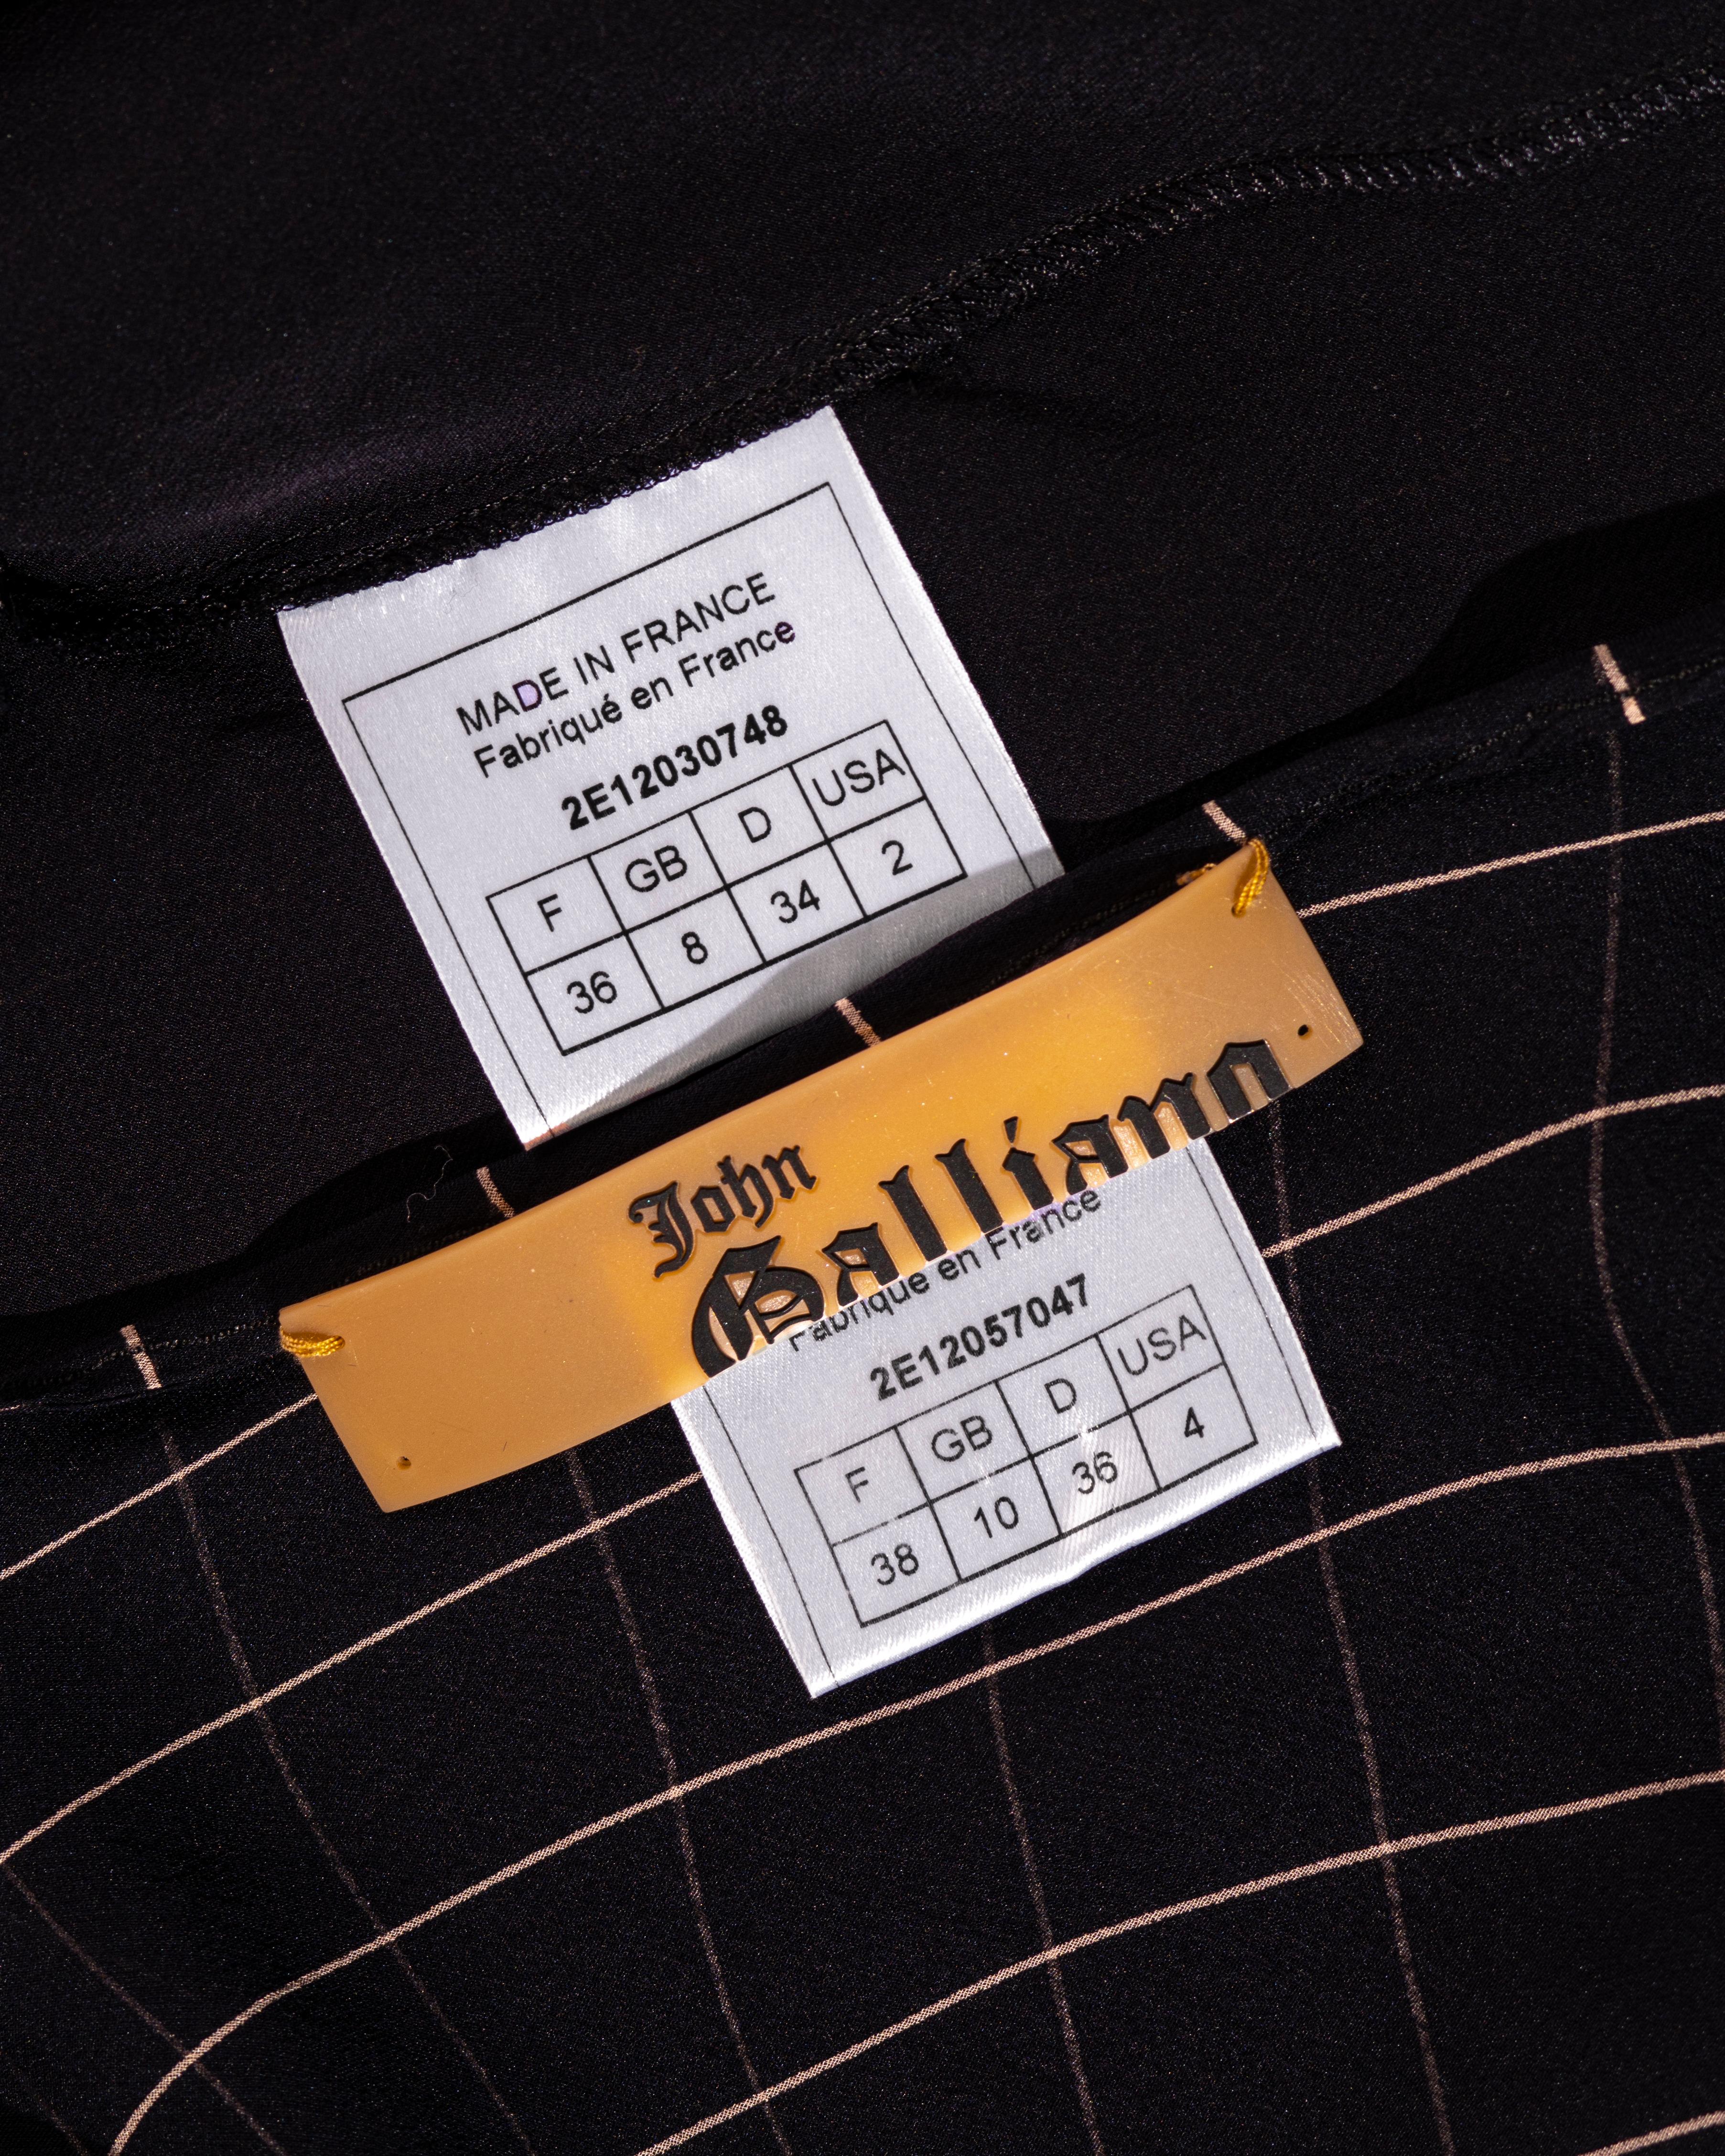 MADE IN FRANCE
Fabriqué en France
2E12030748
F GB D USA
36 8 34 2
John
Galliano
Fabrique en France
2E12057047
F GB D USA
38 10 36 4